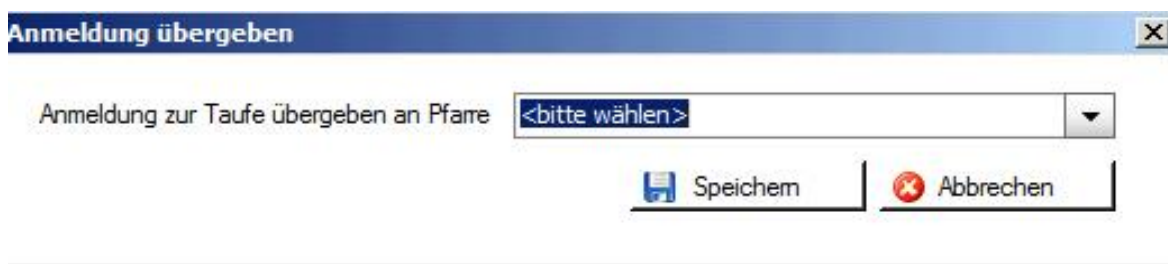 Anmeldung übergeben
Anmeldung zur Taufe übergeben an Pfarre <bitte wählen>
Speichern Abbrechen